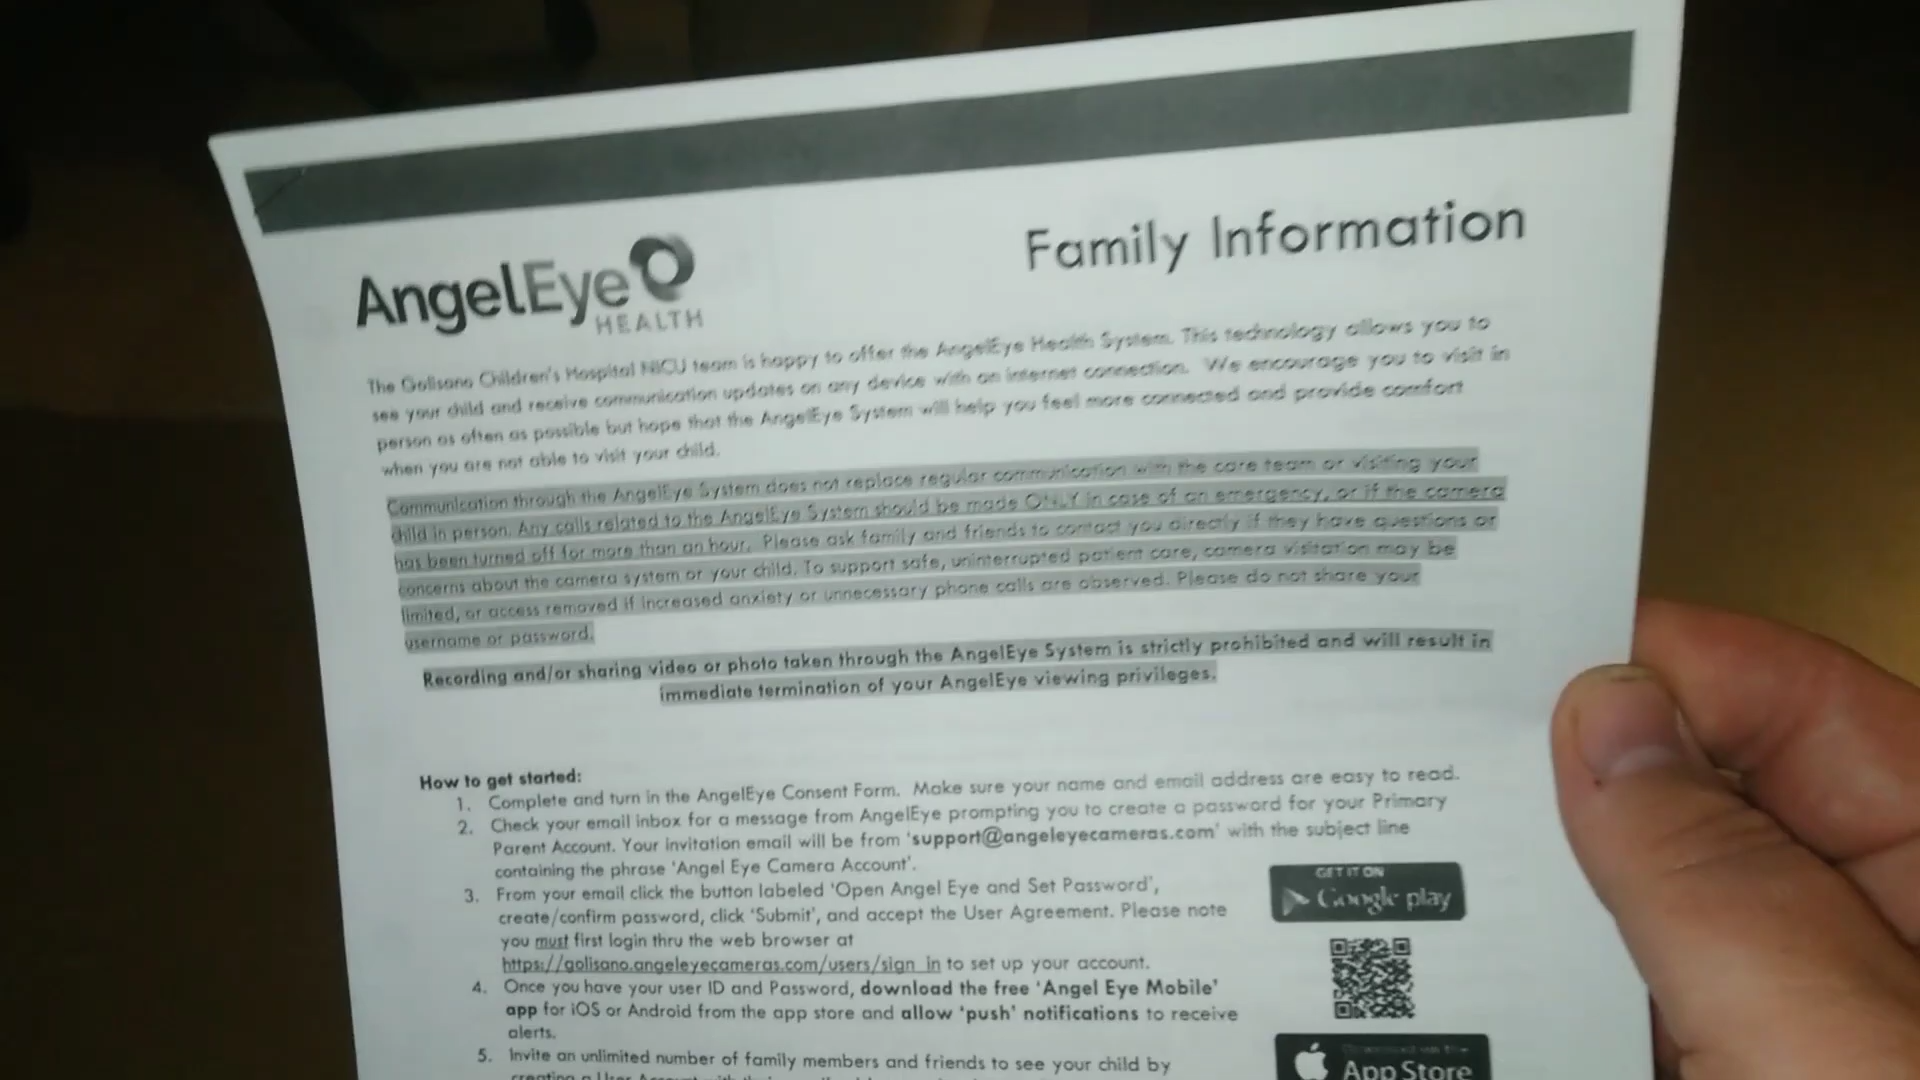 Family Information
AngelEye
HEALTH
The Golisano Children's Hospital NICU team is happy to offer the AngelEye Health System. This technology allows you to
see your child and receive communication updates on any device with an internet connection. We encourage you to visit in
person as often as possible but hope that the AngelEye System will help you feel more connected and provide comfort
when you are not able to visit your child.
Communication through the AngelEye System does not replace regular communication with the care team or visiting your
child in person. Any calls related to the AngelEye System should be made ONLY in case of an emergency, or if the camera
has been turned off for more than an hour. Please ask family and friends to contact you directly if they have questions or
concerns about the camera system or your child. To support safe, uninterrupted patient care, camera visitation may be
limited, or access removed if increased anxiety or unnecessary phone calls are observed. Please do not share your
username or password.
Recording and/or sharing video or photo taken through the AngelEye System is strictly prohibited and will result in
immediate termination of your AngelEye viewing privileges.
How to get started:
1. Complete and turn in the AngelEye Consent Form. Make sure your name and email address are easy to read.
2. Check your email inbox for a message from AngelEye prompting you to create a password for your Primary
Parent Account. Your invitation email will be from 'support@angeleyecameras.com' with the subject line
containing the phrase 'Angel Eye Camera Account'.
3. From your email click the button labeled 'Open Angel Eye and Set Password',
create/confirm password, click 'Submit', and accept the User Agreement. Please note
you must first login thru the web browser at
https://golisano.angeleyecameras.com/users/sign_in to set up your account.
4. Once you have your user ID and Password, download the free 'Angel Eye Mobile'
app for iOS or Android from the app store and allow 'push' notifications to receive
alerts.
5. Invite an unlimited number of family members and friends to see your child by
creating a User Account
GET IT ON
Google play
Download on the
App Store